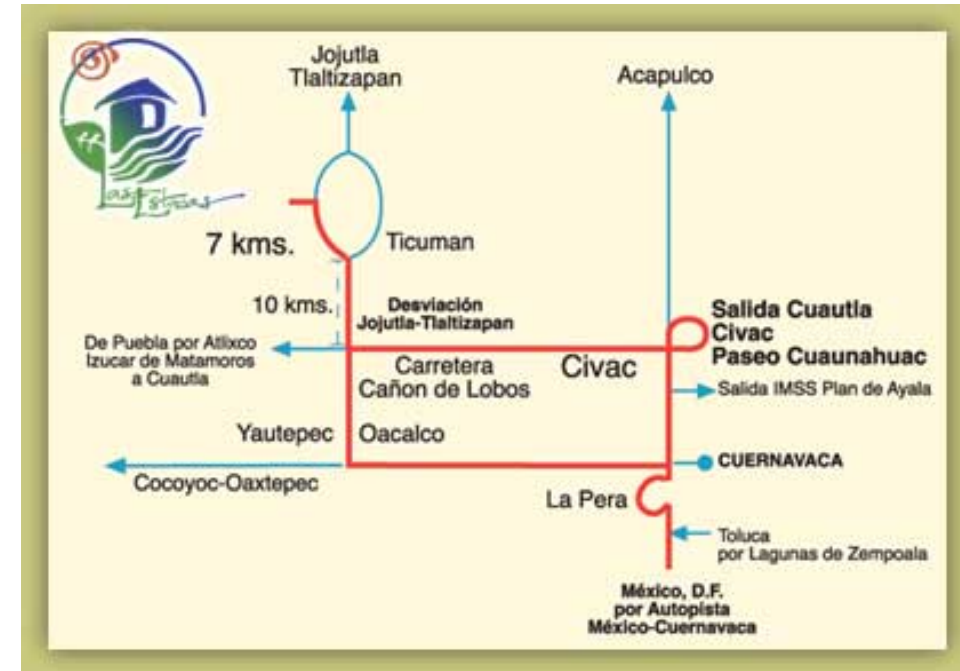 Las Estacas
Jojutla
Tlaltizapan
Acapulco
7 kms.
Ticuman
10 kms.
Desviación
Jojutla-Tlaltizapan
Salida Cuautla
Civac
Paseo Cuaunahuac
De Puebla por Atlixco
Izucar de Matamoros
a Cuautla
Carretera
Cañon de Lobos
Civac
Salida IMSS Plan de Ayala
Yautepec
Oacalco
CUERNAVACA
Cocoyoc-Oaxtepec
La Pera
Toluca
por Lagunas de Zempoala
México, D.F.
por Autopista
México-Cuernavaca